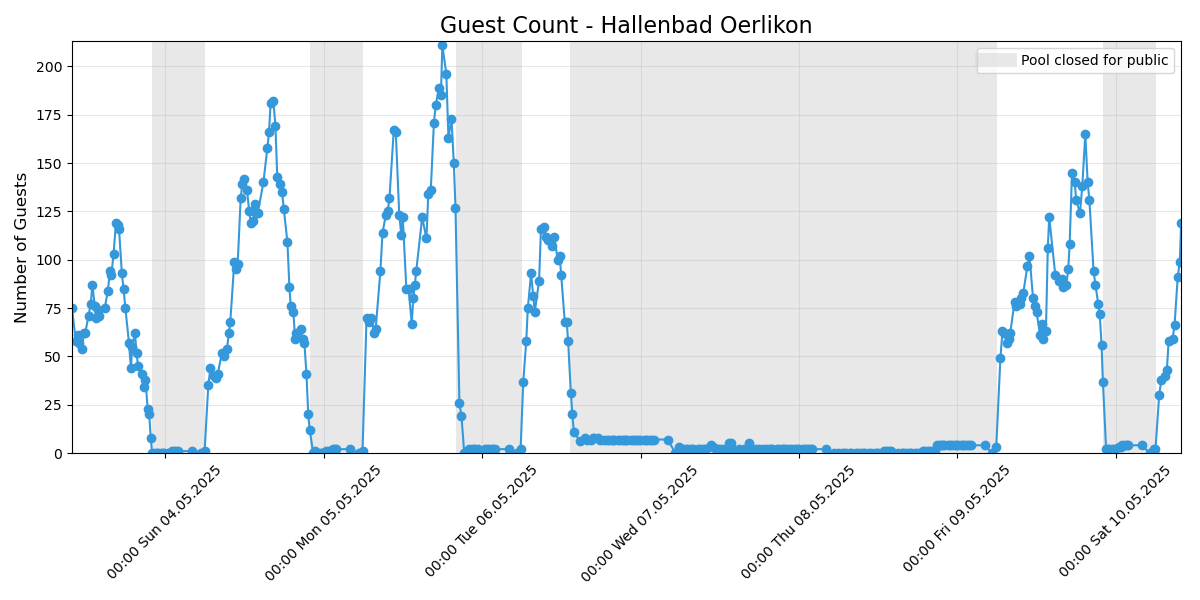 Guest Count - Hallenbad Oerlikon
Pool closed for public
Number of Guests
200
175
150
125
100
75
50
25
0
00:00 Sun 04.05.2025
00:00 Mon 05.05.2025
00:00 Tue 06.05.2025
00:00 Wed 07.05.2025
00:00 Thu 08.05.2025
00:00 Fri 09.05.2025
00:00 Sat 10.05.2025